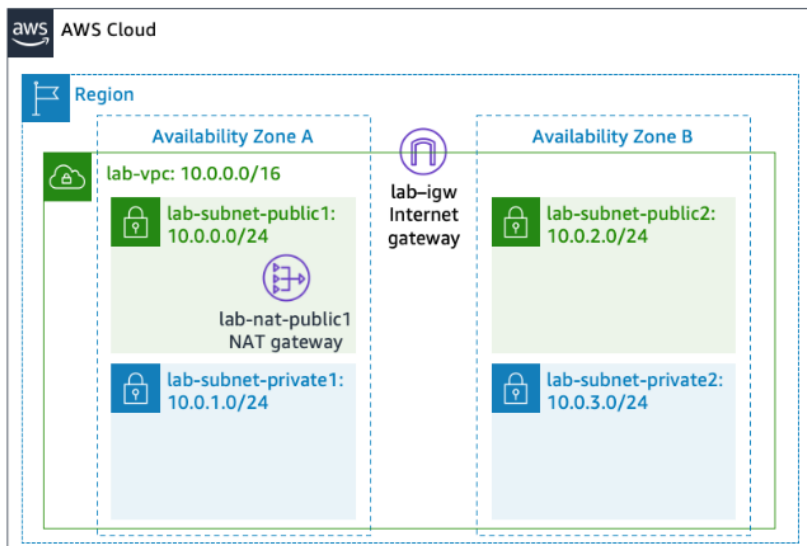 aws
AWS Cloud
Region
Availability Zone A
Availability Zone B
lab-vpc: 10.0.0.0/16
lab–igw
Internet
gateway
lab-subnet-public1:
10.0.0.0/24
lab-nat-public1
NAT gateway
lab-subnet-public2:
10.0.2.0/24
lab-subnet-private1:
10.0.1.0/24
lab-subnet-private2:
10.0.3.0/24